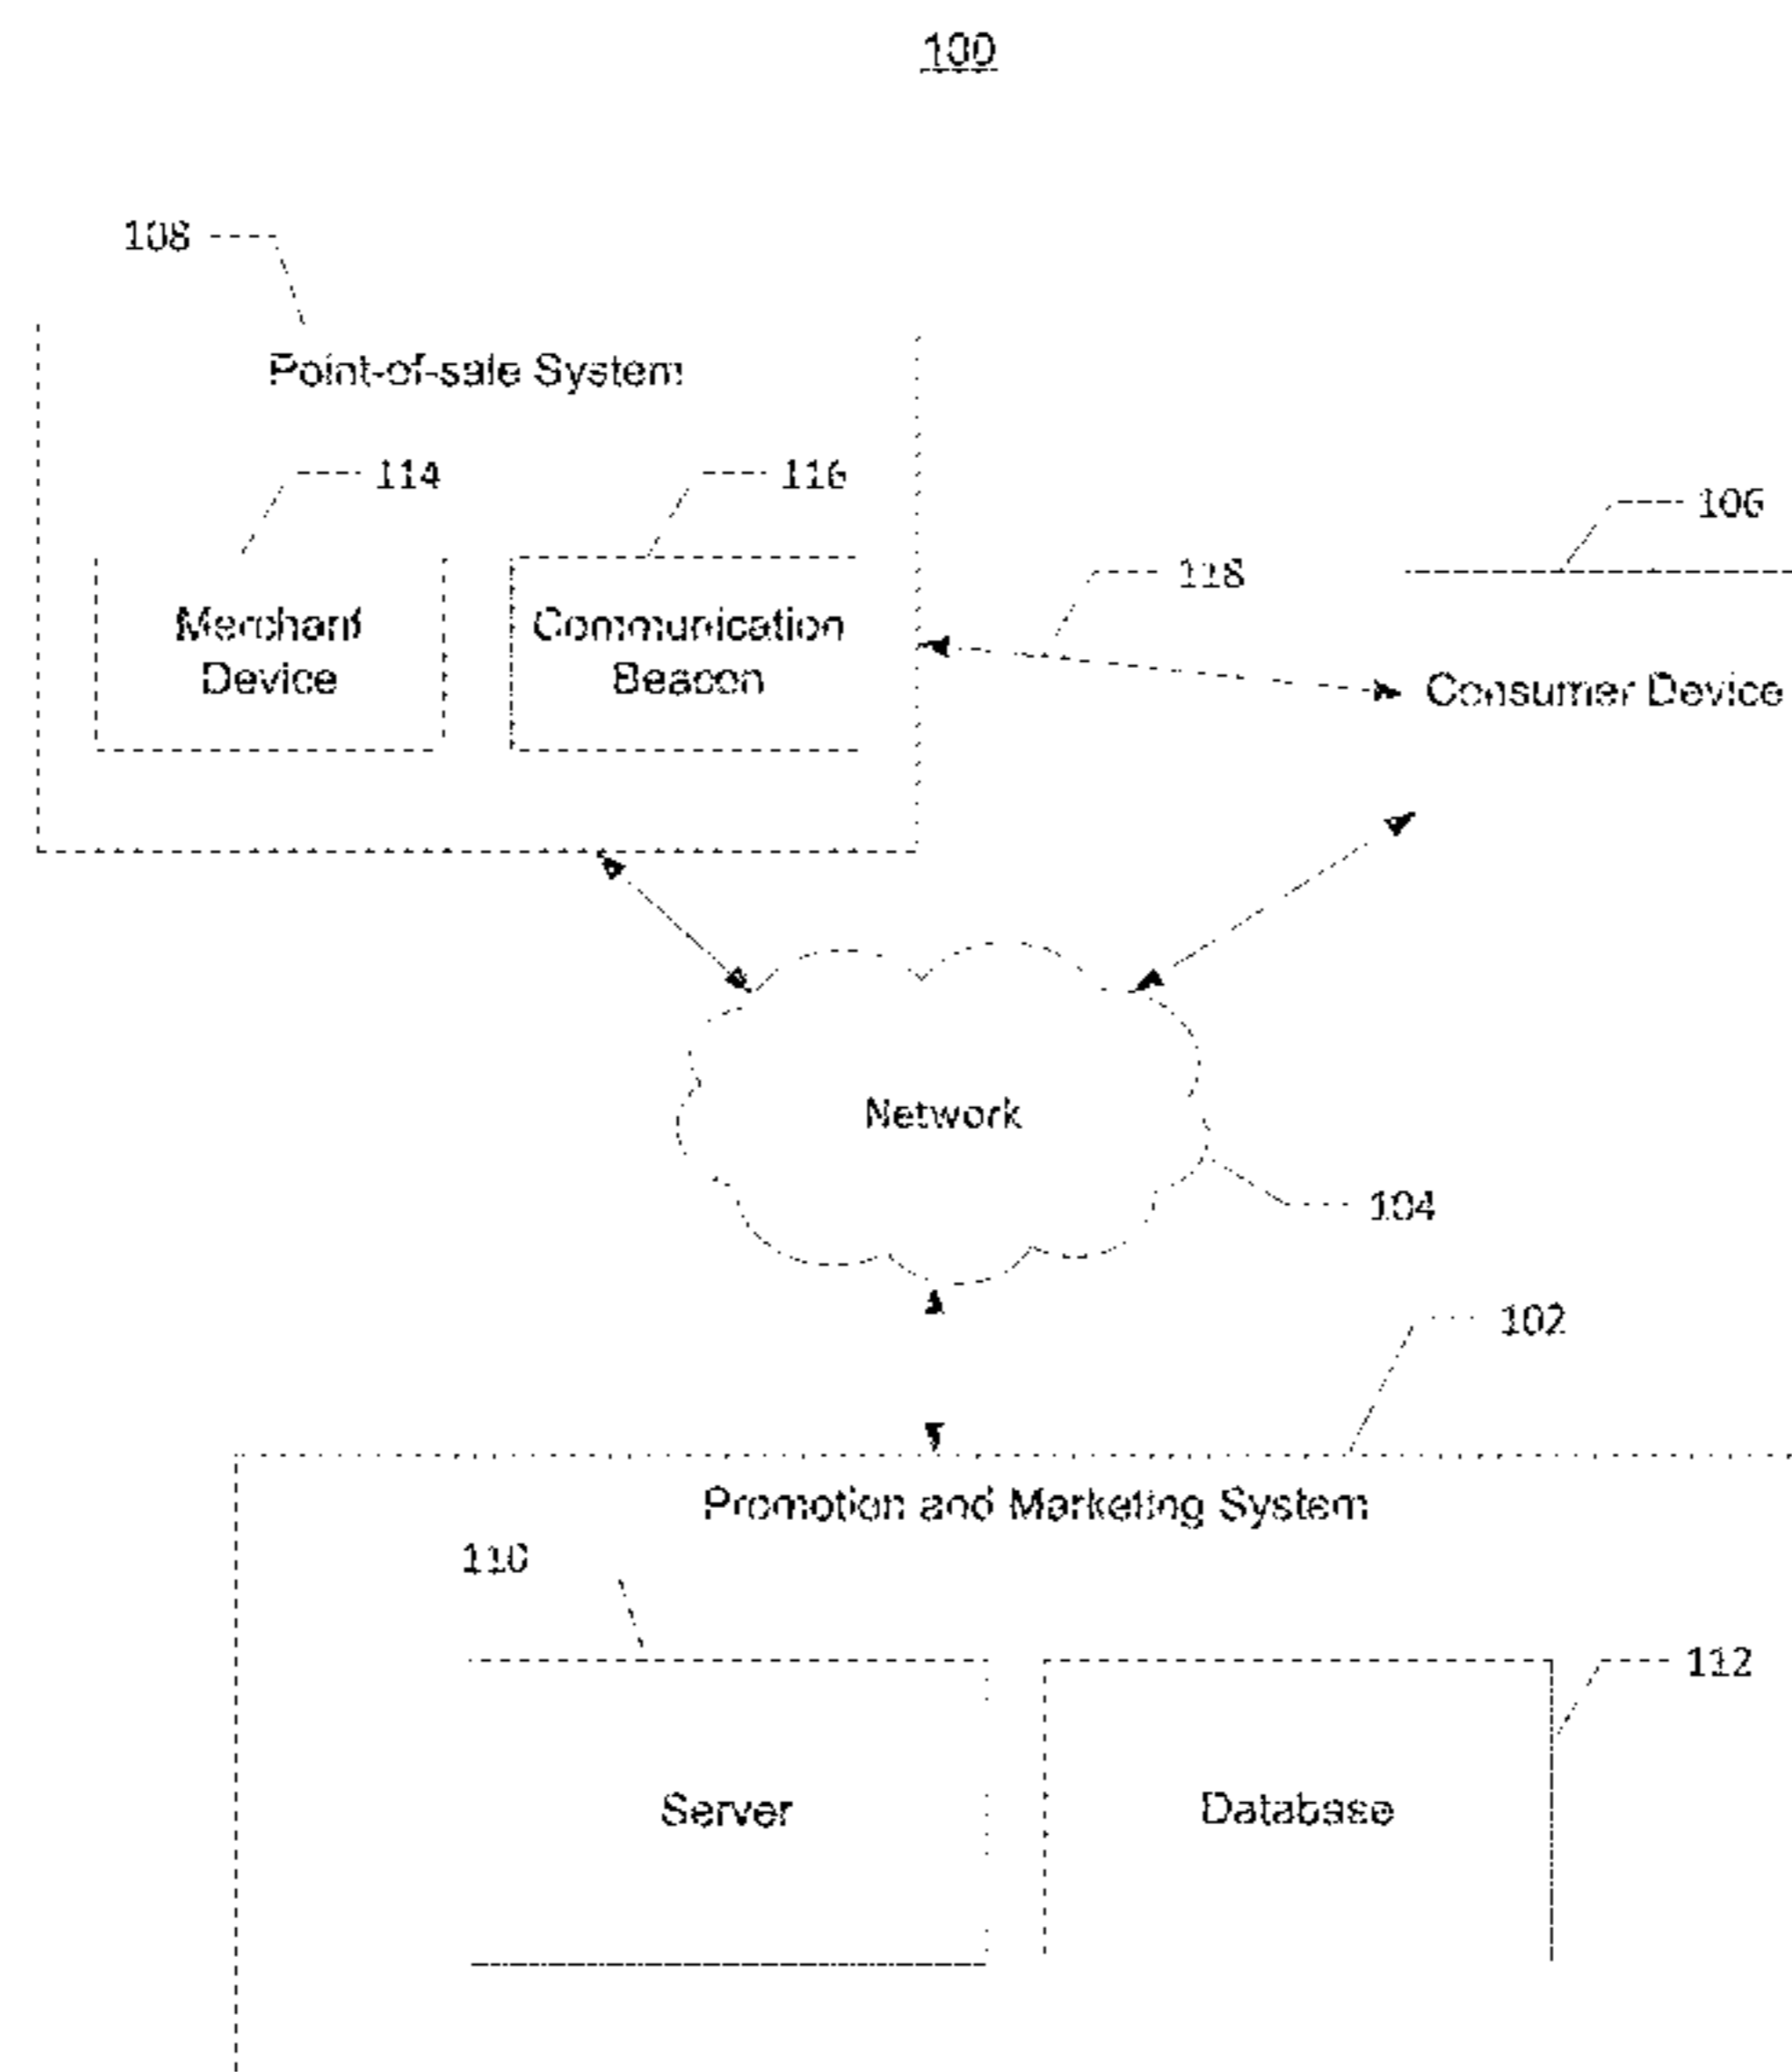 100
108
Point-of-sale System
114
116
106
118
Merchant
Device
Communication
Beacon
Consumer Device
Network
104
102
Promotion and Marketing System
110
112
Server
Database